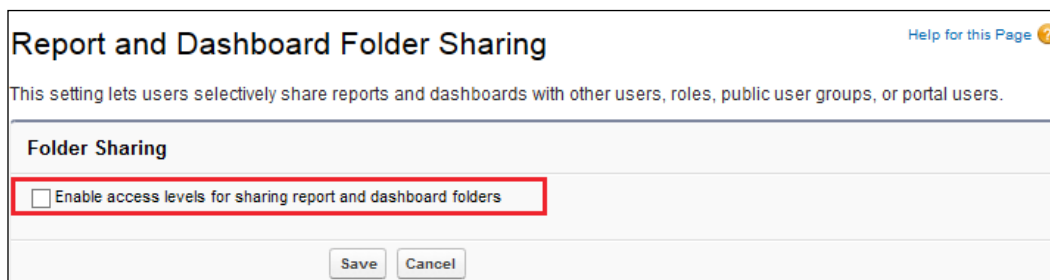 Report and Dashboard Folder Sharing
Help for this Page
This setting lets users selectively share reports and dashboards with other users, roles, public user groups, or portal users.
Folder Sharing
Enable access levels for sharing report and dashboard folders
Save Cancel